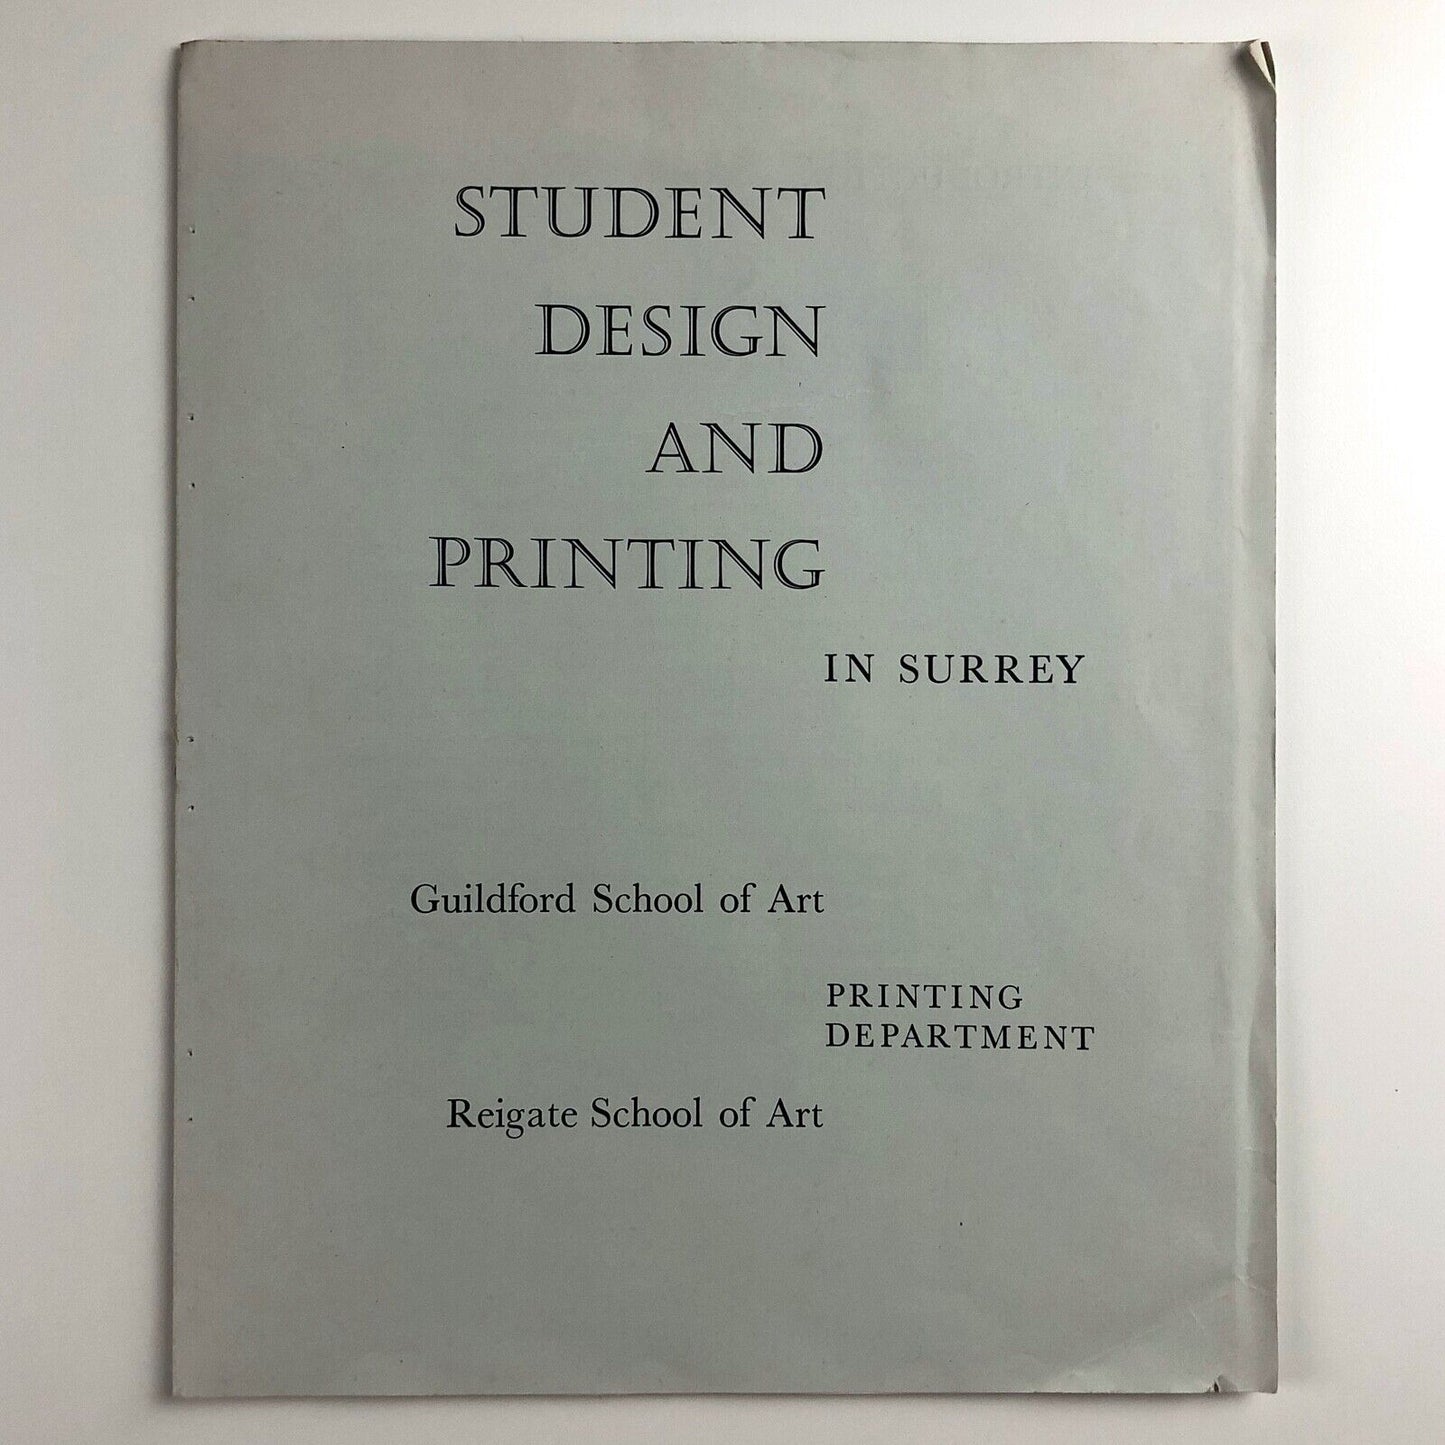 STUDENT
DESIGN
AND
PRINTING
IN SURREY
Guildford School of Art
PRINTING
DEPARTMENT
Reigate School of Art